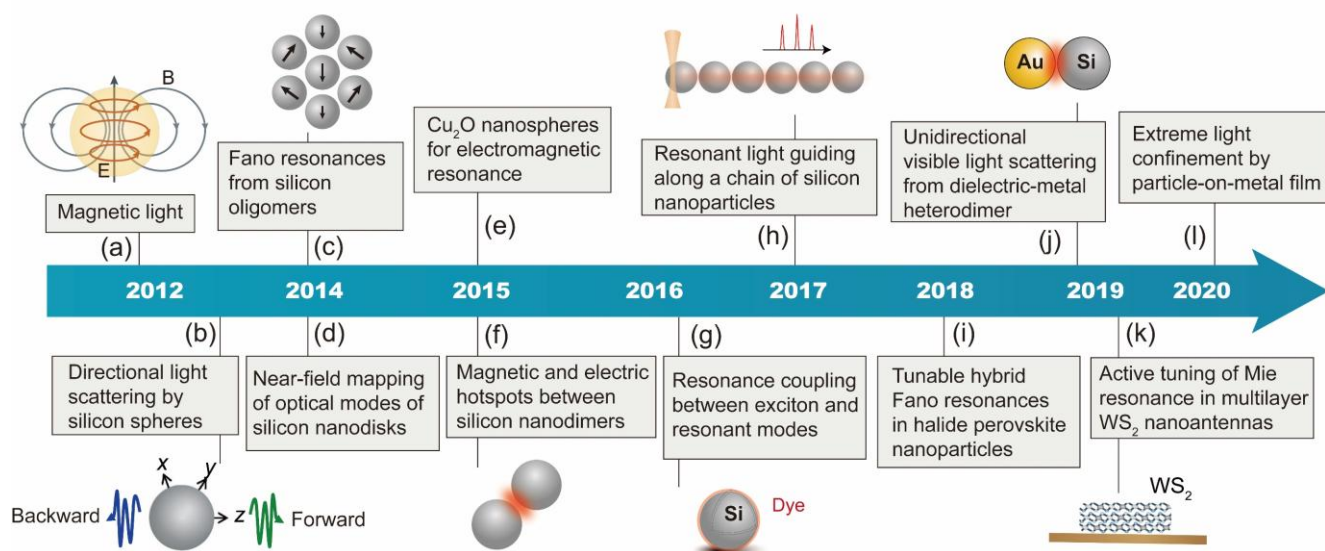 B
E
Magnetic light
(a)
Fano resonances
from silicon
oligomers
(c)
Cu₂O nanospheres
for electromagnetic
resonance
(e)
Resonant light guiding
along a chain of silicon
nanoparticles
(h)
Au
Si
Unidirectional
visible light scattering
from dielectric-metal
heterodimer
(j)
Extreme light
confinement by
particle-on-metal film
(l)
2012
2014
2015
2016
2017
2018
2019
2020
(b)
Directional light
scattering by
silicon spheres
x
y
z
Backward
Forward
(d)
Near-field mapping
of optical modes of
silicon nanodisks
(f)
Magnetic and electric
hotspots between
silicon nanodimers
(g)
Resonance coupling
between exciton and
resonant modes
Si
Dye
(i)
Tunable hybrid
Fano resonances
in halide perovskite
nanoparticles
(k)
Active tuning of Mie
resonance in multilayer
WS₂ nanoantennas
WS₂